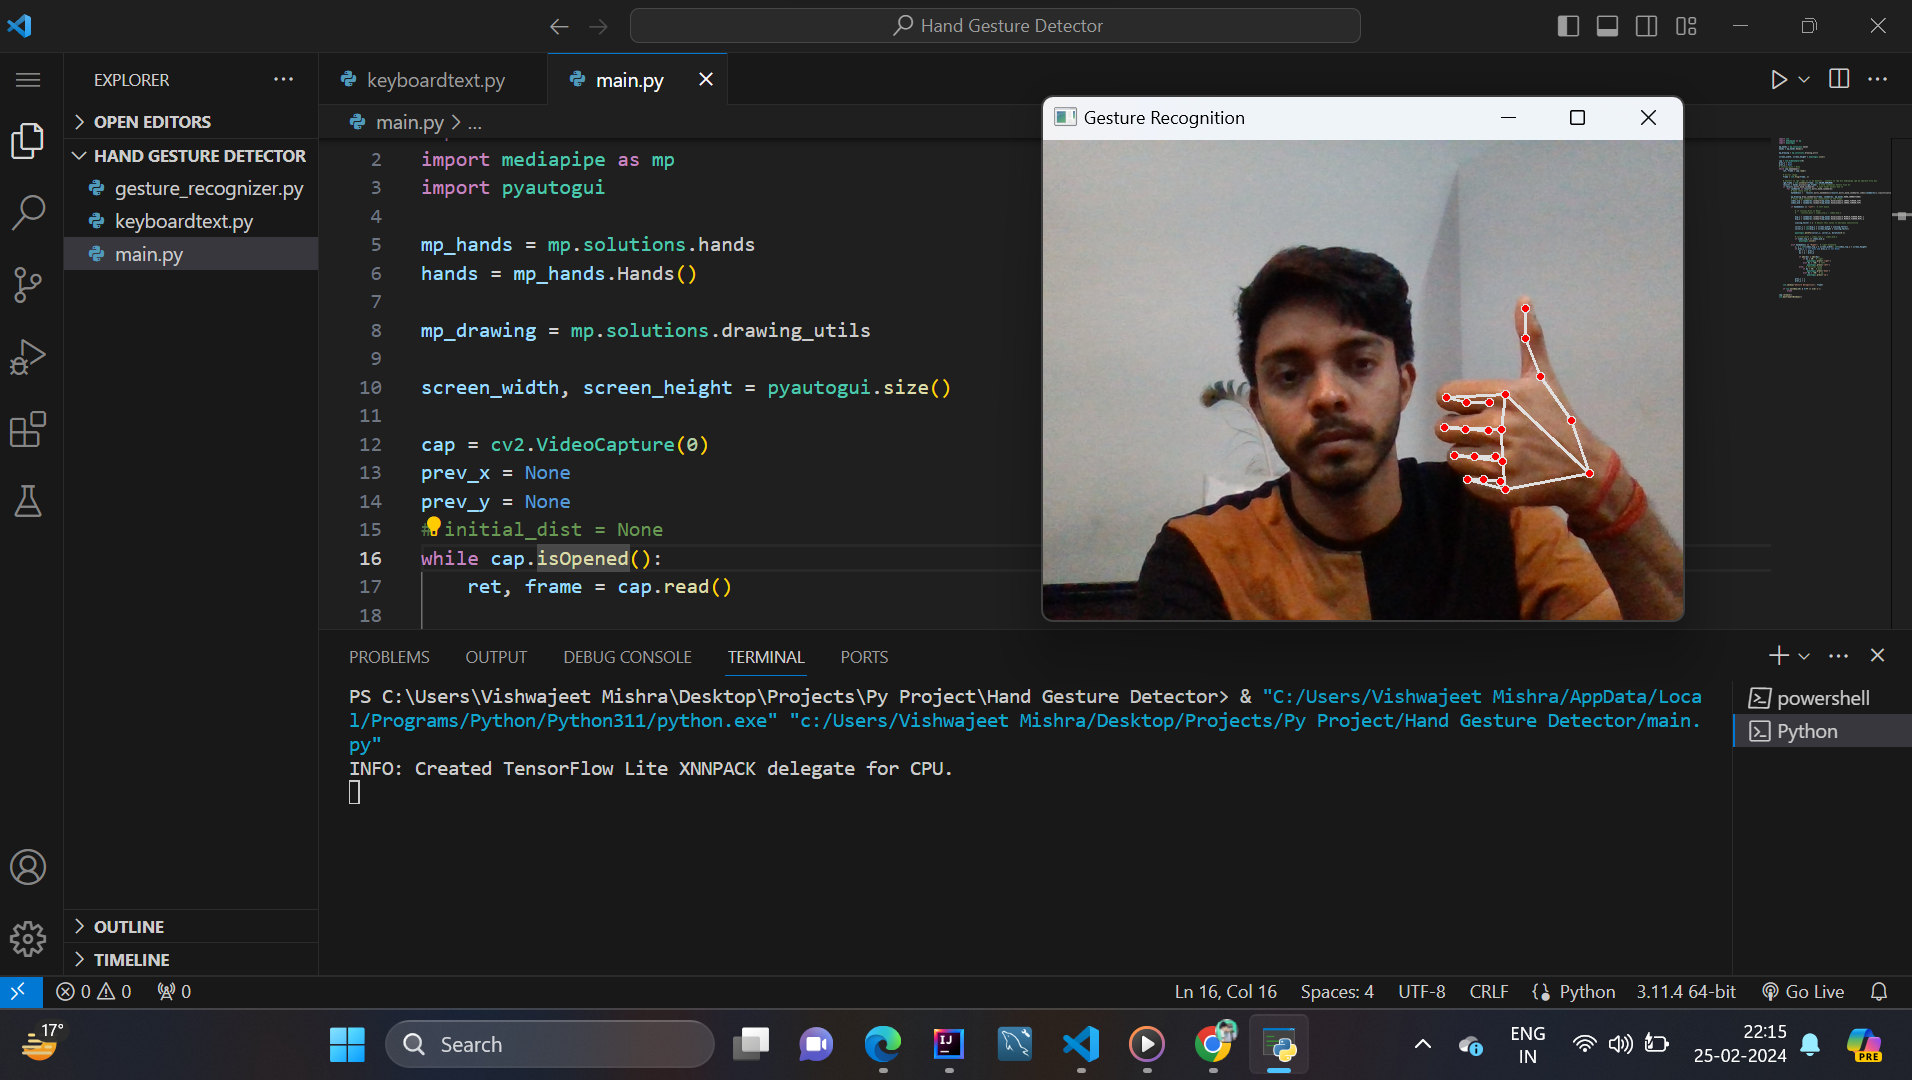 Hand Gesture Detector
EXPLORER
OPEN EDITORS
HAND GESTURE DETECTOR
gesture_recognizer.py
keyboardtext.py
main.py
OUTLINE
TIMELINE
keyboardtext.py
main.py
main.py > ...
2 import mediapipe as mp
3 import pyautogui
4
5 mp_hands = mp.solutions.hands
6 hands = mp_hands.Hands()
7
8 mp_drawing = mp.solutions.drawing_utils
9
10 screen_width, screen_height = pyautogui.size()
11
12 cap = cv2.VideoCapture(0)
13 prev_x = None
14 prev_y = None
15 # initial_dist = None
16 while cap.isOpened():
17 ret, frame = cap.read()
18
Gesture Recognition
PROBLEMS OUTPUT DEBUG CONSOLE TERMINAL PORTS
PS C:\Users\Vishwajeet Mishra\Desktop\Projects\Py Project\Hand Gesture Detector> & "C:/Users/Vishwajeet Mishra/AppData/Loca
l/Programs/Python/Python311/python.exe" "c:/Users/Vishwajeet Mishra/Desktop/Projects/Py Project/Hand Gesture Detector/main.
py"
INFO: Created TensorFlow Lite XNNPACK delegate for CPU.
powershell
Python
0 0 0
Ln 16, Col 16 Spaces: 4 UTF-8 CRLF Python 3.11.4 64-bit Go Live
17°
Search
IJ
ENG
IN
22:15
25-02-2024
PRE